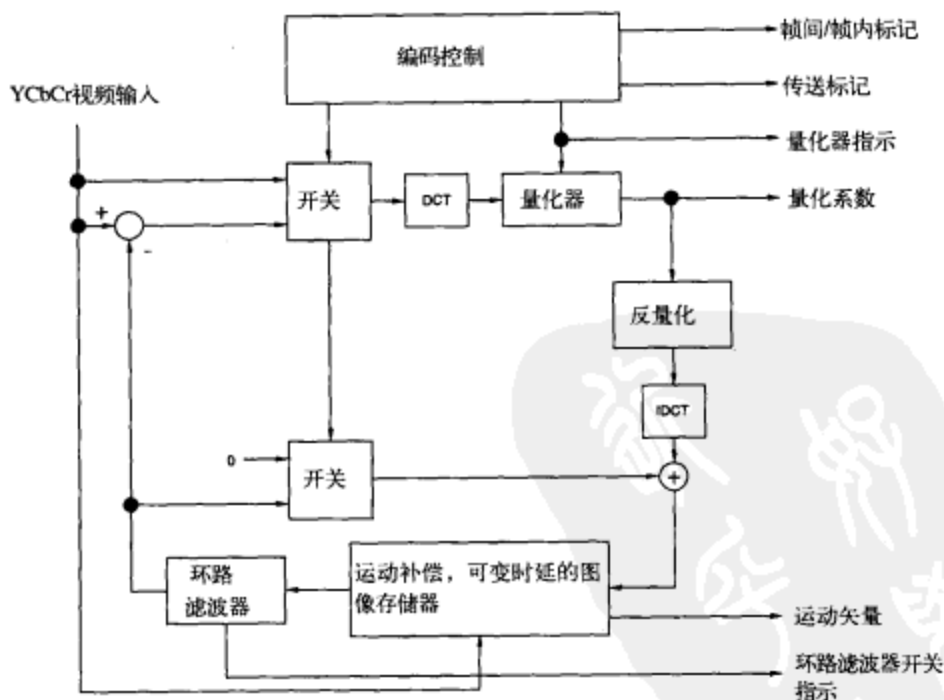 编码控制
帧间/帧内标记
传送标记
YCbCr视频输入
量化器指示
开关
DCT
量化器
量化系数
+
-
反量化
IDCT
0
开关
+
环路
滤波器
运动补偿，可变时延的图
像存储器
运动矢量
环路滤波器开关
指示